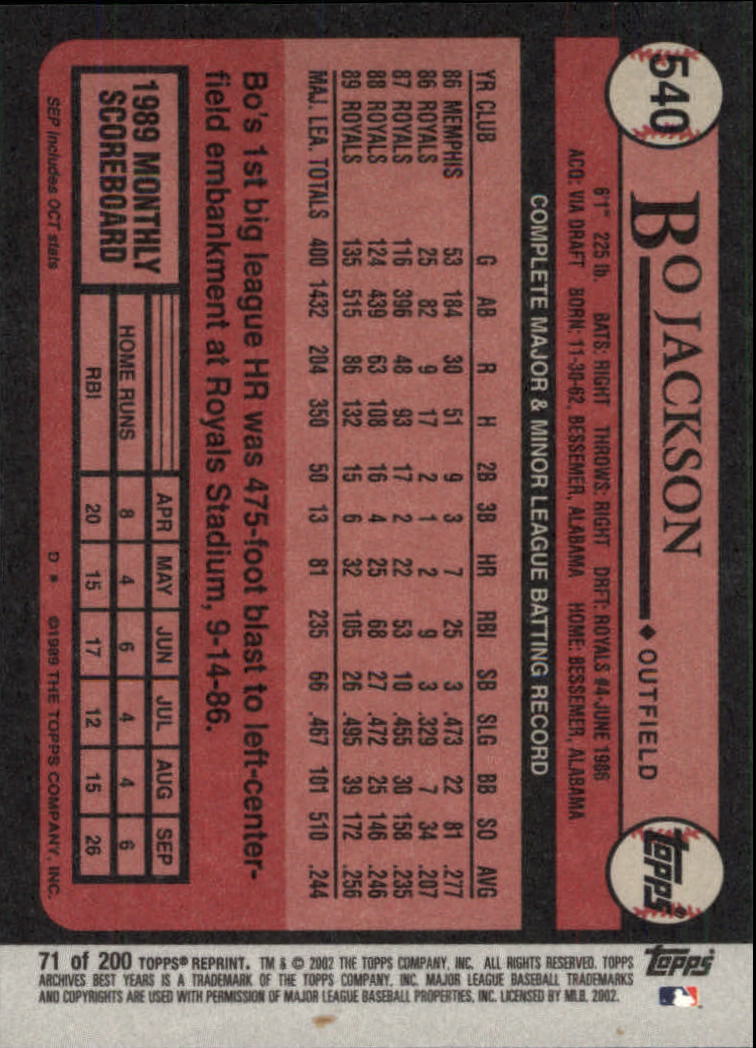 540
BO JACKSON
◆ OUTFIELD
topps®
6'1" 225 lb. BATS: RIGHT THROWS: RIGHT DRFT: ROYALS #4-JUNE 1986
ACQ: VIA DRAFT BORN: 11-30-62, BESSEMER, ALABAMA HOME: BESSEMER, ALABAMA
COMPLETE MAJOR & MINOR LEAGUE BATTING RECORD
YR CLUB G AB R H 2B 3B HR RBI SB SLG BB SO AVG
86 MEMPHIS 53 184 30 51 9 3 7 25 3 .473 22 81 .277
86 ROYALS 25 82 9 17 2 1 2 9 3 .329 7 34 .207
87 ROYALS 116 396 48 93 17 2 22 53 10 .455 30 158 .235
88 ROYALS 124 439 63 108 16 4 25 68 27 .472 25 146 .246
89 ROYALS 135 515 86 132 15 6 32 105 26 .495 39 172 .256
MAJ. LEA. TOTALS 400 1432 204 350 50 13 81 235 66 .467 101 510 .244
Bo's 1st big league HR was 475-foot blast to left-center-
field embankment at Royals Stadium, 9-14-86.
1989 MONTHLY
SCOREBOARD
APR MAY JUN JUL AUG SEP
HOME RUNS 8 4 6 4 4 6
RBI 20 15 17 12 15 26
SEP includes OCT stats
D * ©1989 THE TOPPS COMPANY, INC.
topps
71 of 200 TOPPS® REPRINT. TM & © 2002 THE TOPPS COMPANY, INC. ALL RIGHTS RESERVED. TOPPS
ARCHIVES BEST YEARS IS A TRADEMARK OF THE TOPPS COMPANY, INC. MAJOR LEAGUE BASEBALL TRADEMARKS
AND COPYRIGHTS ARE USED WITH PERMISSION OF MAJOR LEAGUE BASEBALL PROPERTIES, INC. LICENSED BY MLB. 2002.